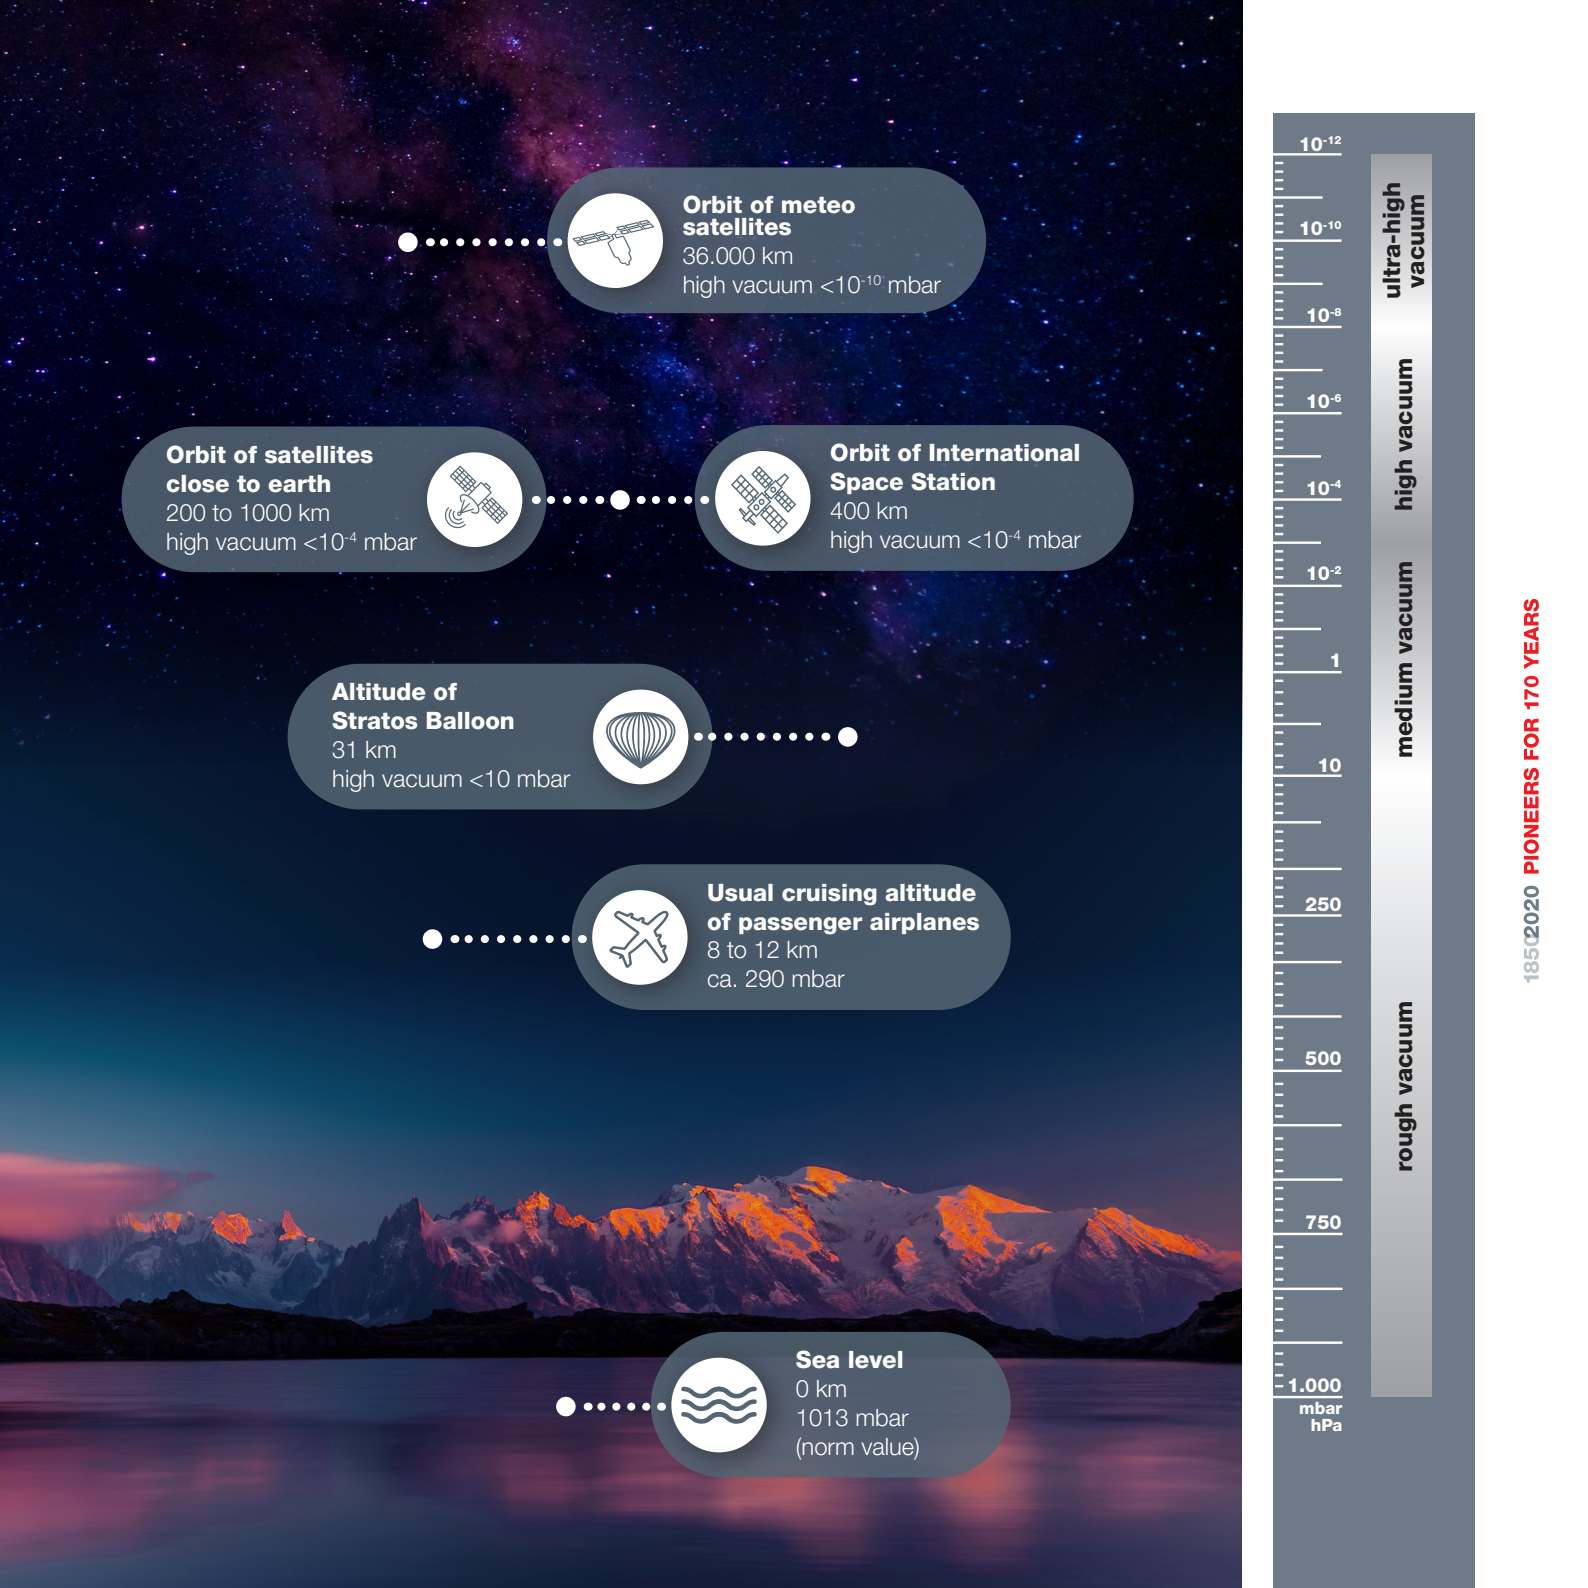 Orbit of meteo
satellites
36.000 km
high vacuum <10⁻¹⁰ mbar
Orbit of satellites
close to earth
200 to 1000 km
high vacuum <10⁻⁴ mbar
Orbit of International
Space Station
400 km
high vacuum <10⁻⁴ mbar
Altitude of
Stratos Balloon
31 km
high vacuum <10 mbar
Usual cruising altitude
of passenger airplanes
8 to 12 km
ca. 290 mbar
Sea level
0 km
1013 mbar
(norm value)
10⁻¹²
10⁻¹⁰
10⁻⁸
10⁻⁶
10⁻⁴
10⁻²
1
10
250
500
750
1.000
mbar
hPa
ultra-high
vacuum
high vacuum
medium vacuum
rough vacuum
18502020 PIONEERS FOR 170 YEARS